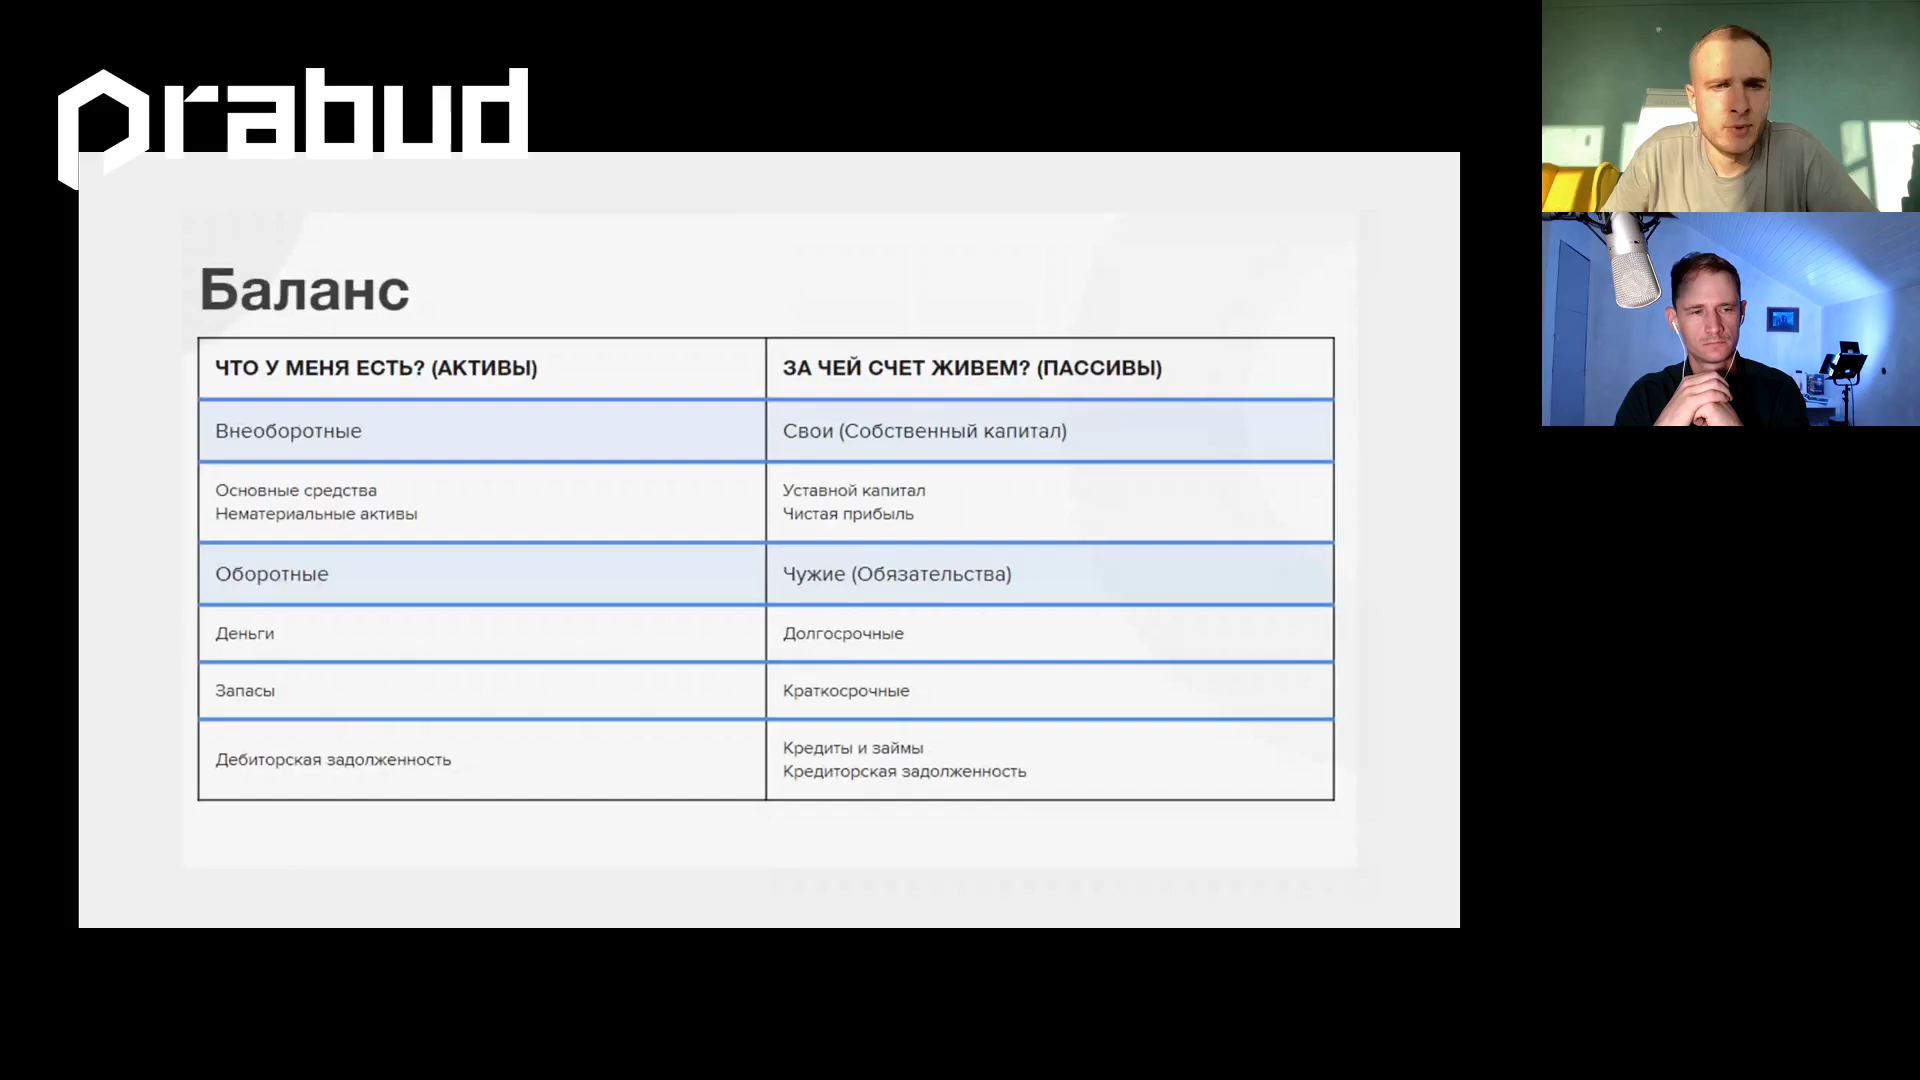 prabud
Баланс
ЧТО У МЕНЯ ЕСТЬ? (АКТИВЫ)
ЗА ЧЕЙ СЧЕТ ЖИВЕМ? (ПАССИВЫ)
Внеоборотные
Свои (Собственный капитал)
Основные средства
Нематериальные активы
Уставной капитал
Чистая прибыль
Оборотные
Чужие (Обязательства)
Деньги
Долгосрочные
Запасы
Краткосрочные
Дебиторская задолженность
Кредиты и займы
Кредиторская задолженность